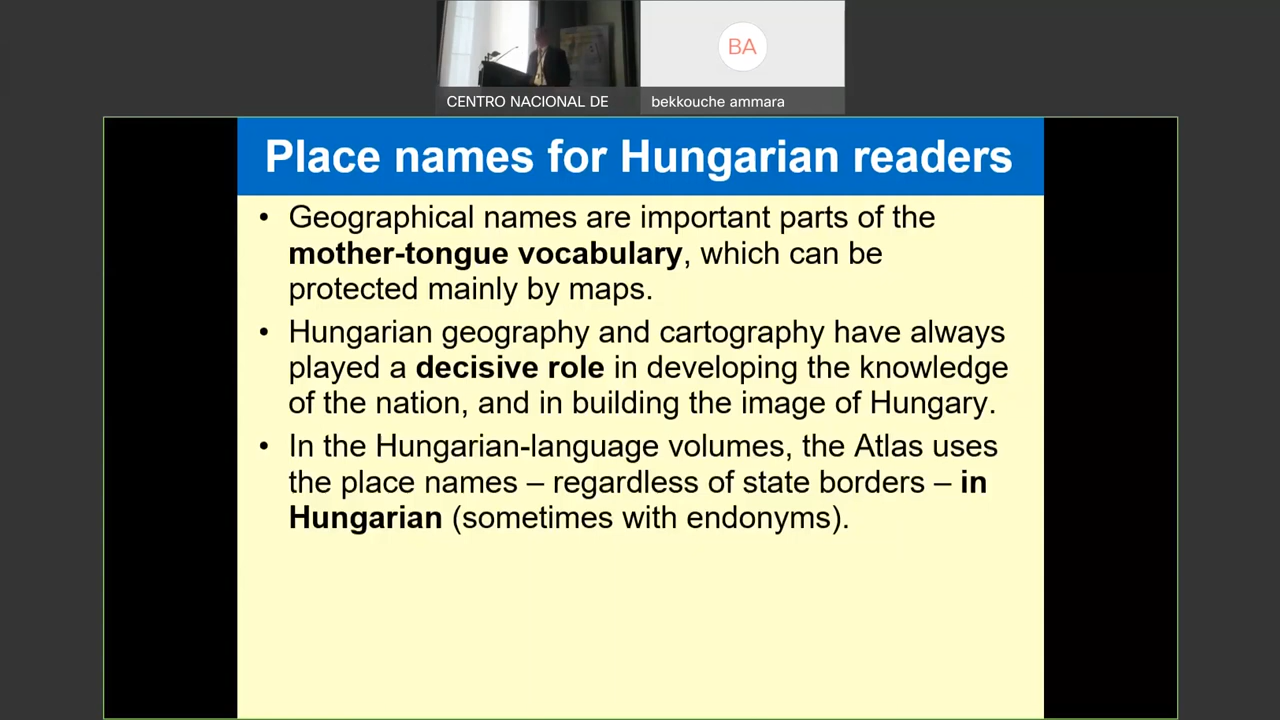 BA
CENTRO NACIONAL DE
bekkouche ammara
Place names for Hungarian readers
• Geographical names are important parts of the
mother-tongue vocabulary, which can be
protected mainly by maps.
• Hungarian geography and cartography have always
played a decisive role in developing the knowledge
of the nation, and in building the image of Hungary.
• In the Hungarian-language volumes, the Atlas uses
the place names – regardless of state borders – in
Hungarian (sometimes with endonyms).